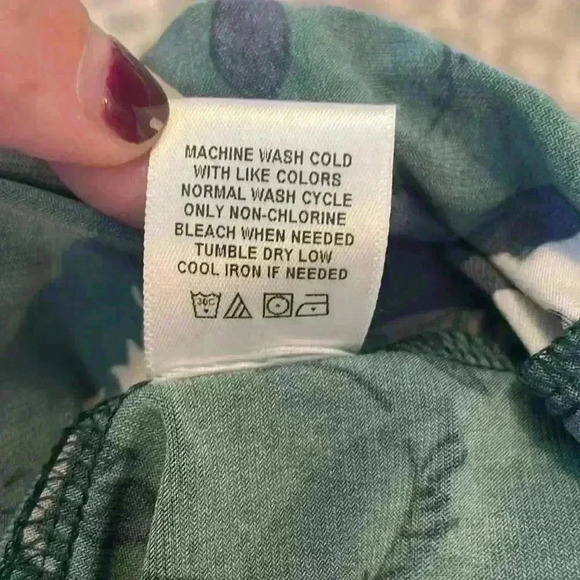 MACHINE WASH COLD
WITH LIKE COLORS
NORMAL WASH CYCLE
ONLY NON-CHLORINE
BLEACH WHEN NEEDED
TUMBLE DRY LOW
COOL IRON IF NEEDED
30C